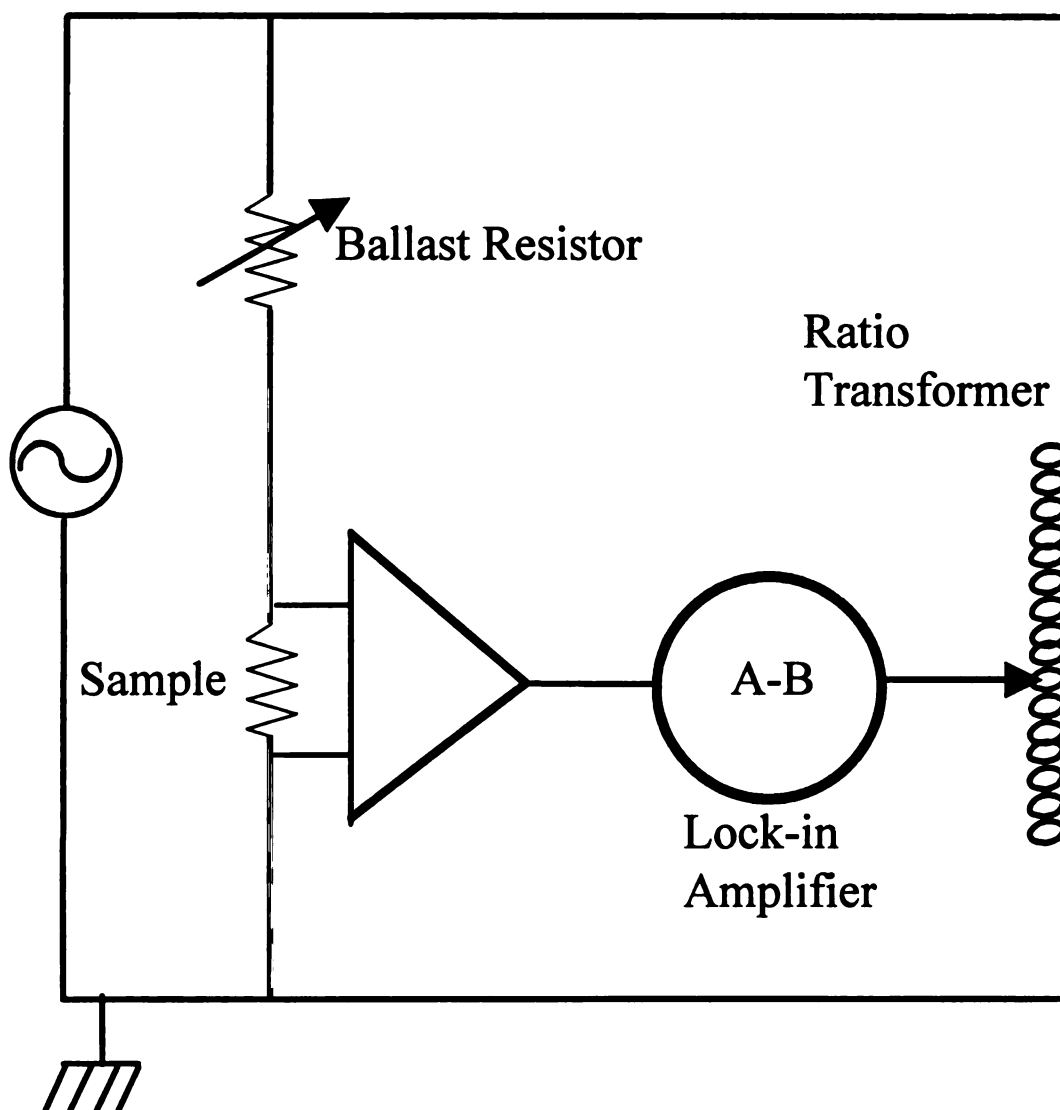 Ballast Resistor
Ratio
Transformer
Sample
A-B
Lock-in
Amplifier